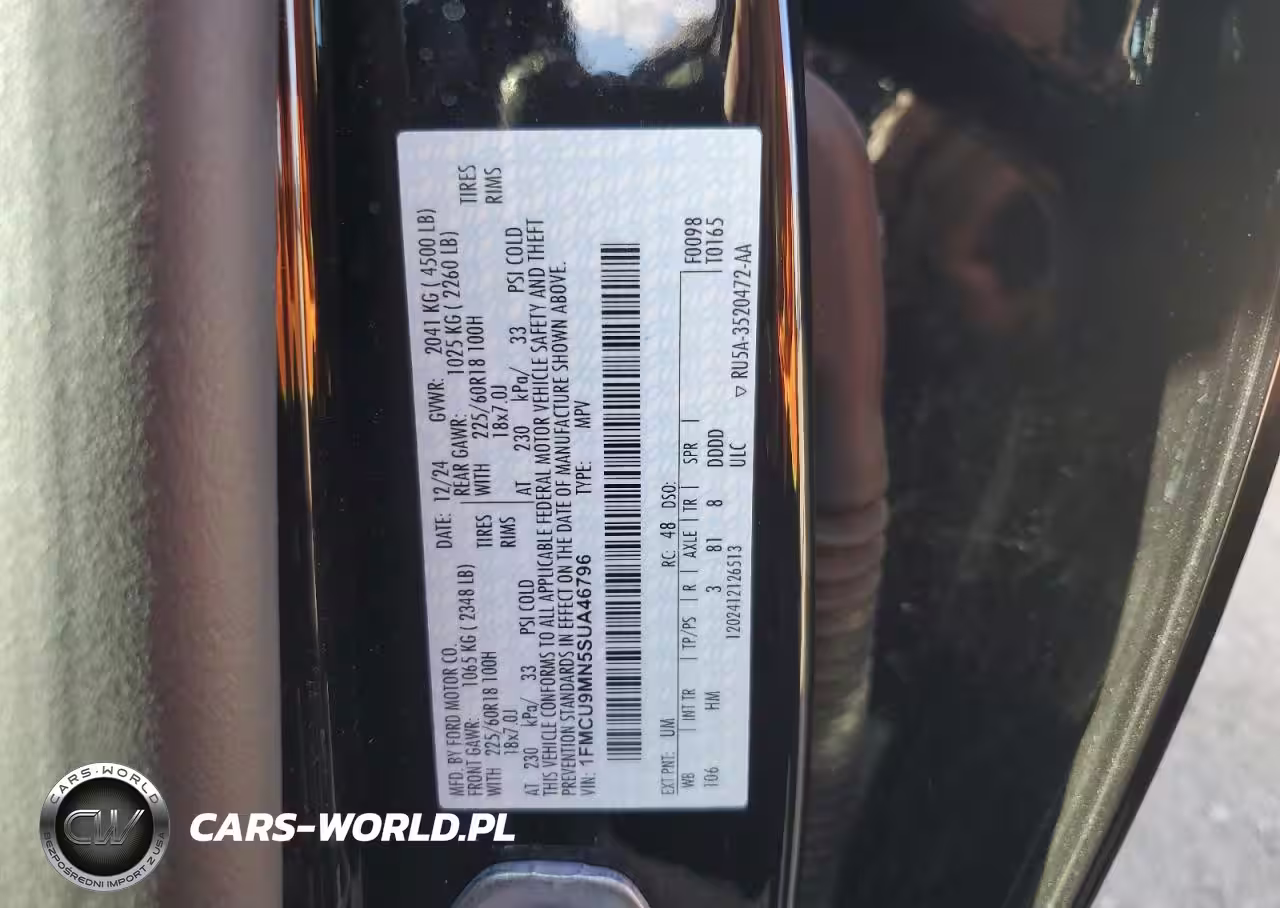 MFD. BY FORD MOTOR CO.
DATE: 12/24 GVWR: 2041 KG ( 4500 LB)
FRONT GAWR: 1065 KG ( 2348 LB) REAR GAWR: 1025 KG ( 2260 LB)
WITH 225/60R18 100H TIRES WITH 225/60R18 100H TIRES
18x7.0J RIMS 18x7.0J RIMS
AT 230 kPa/ 33 PSI COLD AT 230 kPa/ 33 PSI COLD
THIS VEHICLE CONFORMS TO ALL APPLICABLE FEDERAL MOTOR VEHICLE SAFETY AND THEFT
PREVENTION STANDARDS IN EFFECT ON THE DATE OF MANUFACTURE SHOWN ABOVE.
VIN: 1FMCU9MN5SUA46796 TYPE: MPV
EXT PNT: UM RC: 48 DSO: F0098
WB INT TR TP/PS R AXLE TR SPR T0165
106 HM 3 81 8 DDDD
1202412126513 ULC ▽ RU5A-3520472-AA
CARS-WORLD
CW
BEZPOŚREDNI IMPORT Z USA
CARS-WORLD.PL